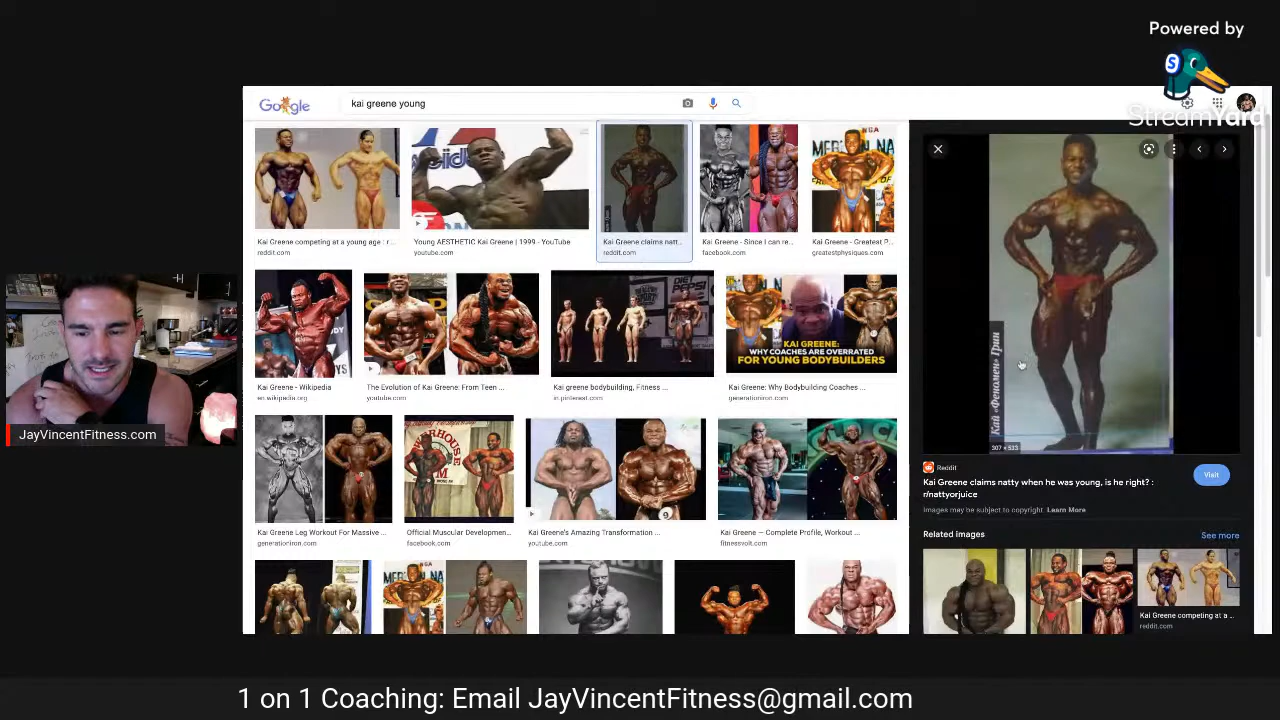 Powered by
StreamYard
Google
kai greene young
Kai Greene competing at a young age : r...
reddit.com
Young AESTHETIC Kai Greene | 1999 - YouTube
youtube.com
Kai Greene claims natt...
reddit.com
Kai Greene - Since I can re...
facebook.com
Kai Greene - Greatest P...
greatestphysiques.com
Kai Greene - Wikipedia
en.wikipedia.org
The Evolution of Kai Greene: From Teen ...
youtube.com
Kai greene bodybuilding, Fitness ...
in.pinterest.com
KAI GREENE:
WHY COACHES ARE OVERRATED
FOR YOUNG BODYBUILDERS
Kai Greene: Why Bodybuilding Coaches ...
generationiron.com
Kai Greene Leg Workout For Massive ...
generationiron.com
Official Muscular Developmen...
facebook.com
Kai Greene's Amazing Transformation ...
youtube.com
Kai Greene — Complete Profile, Workout ...
fitnessvolt.com
Кай «Феномен» Грин
307 × 533
Reddit
Kai Greene claims natty when he was young, is he right? :
r/nattyorjuice
Visit
Images may be subject to copyright. Learn More
Related images
See more
Kai Greene competing at a ...
reddit.com
JayVincentFitness.com
1 on 1 Coaching: Email JayVincentFitness@gmail.com